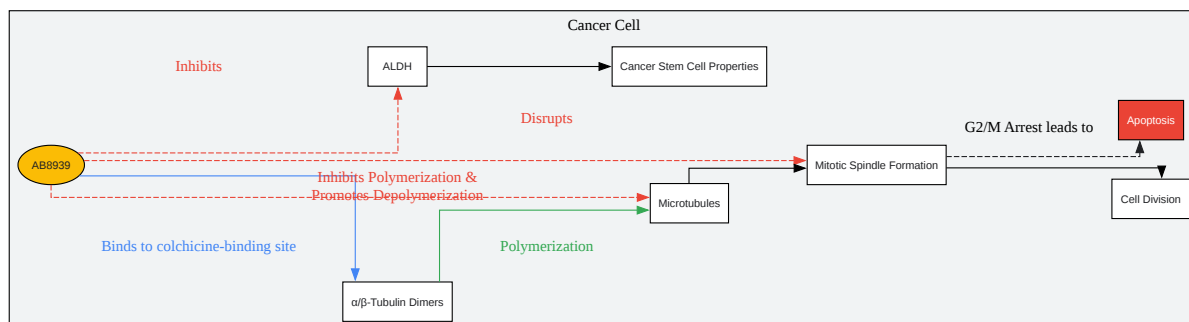 Cancer Cell
Inhibits
ALDH
Cancer Stem Cell Properties
Disrupts
G2/M Arrest leads to
Apoptosis
AB8939
Mitotic Spindle Formation
Inhibits Polymerization &
Promotes Depolymerization
Microtubules
Cell Division
Binds to colchicine-binding site
Polymerization
α/β-Tubulin Dimers